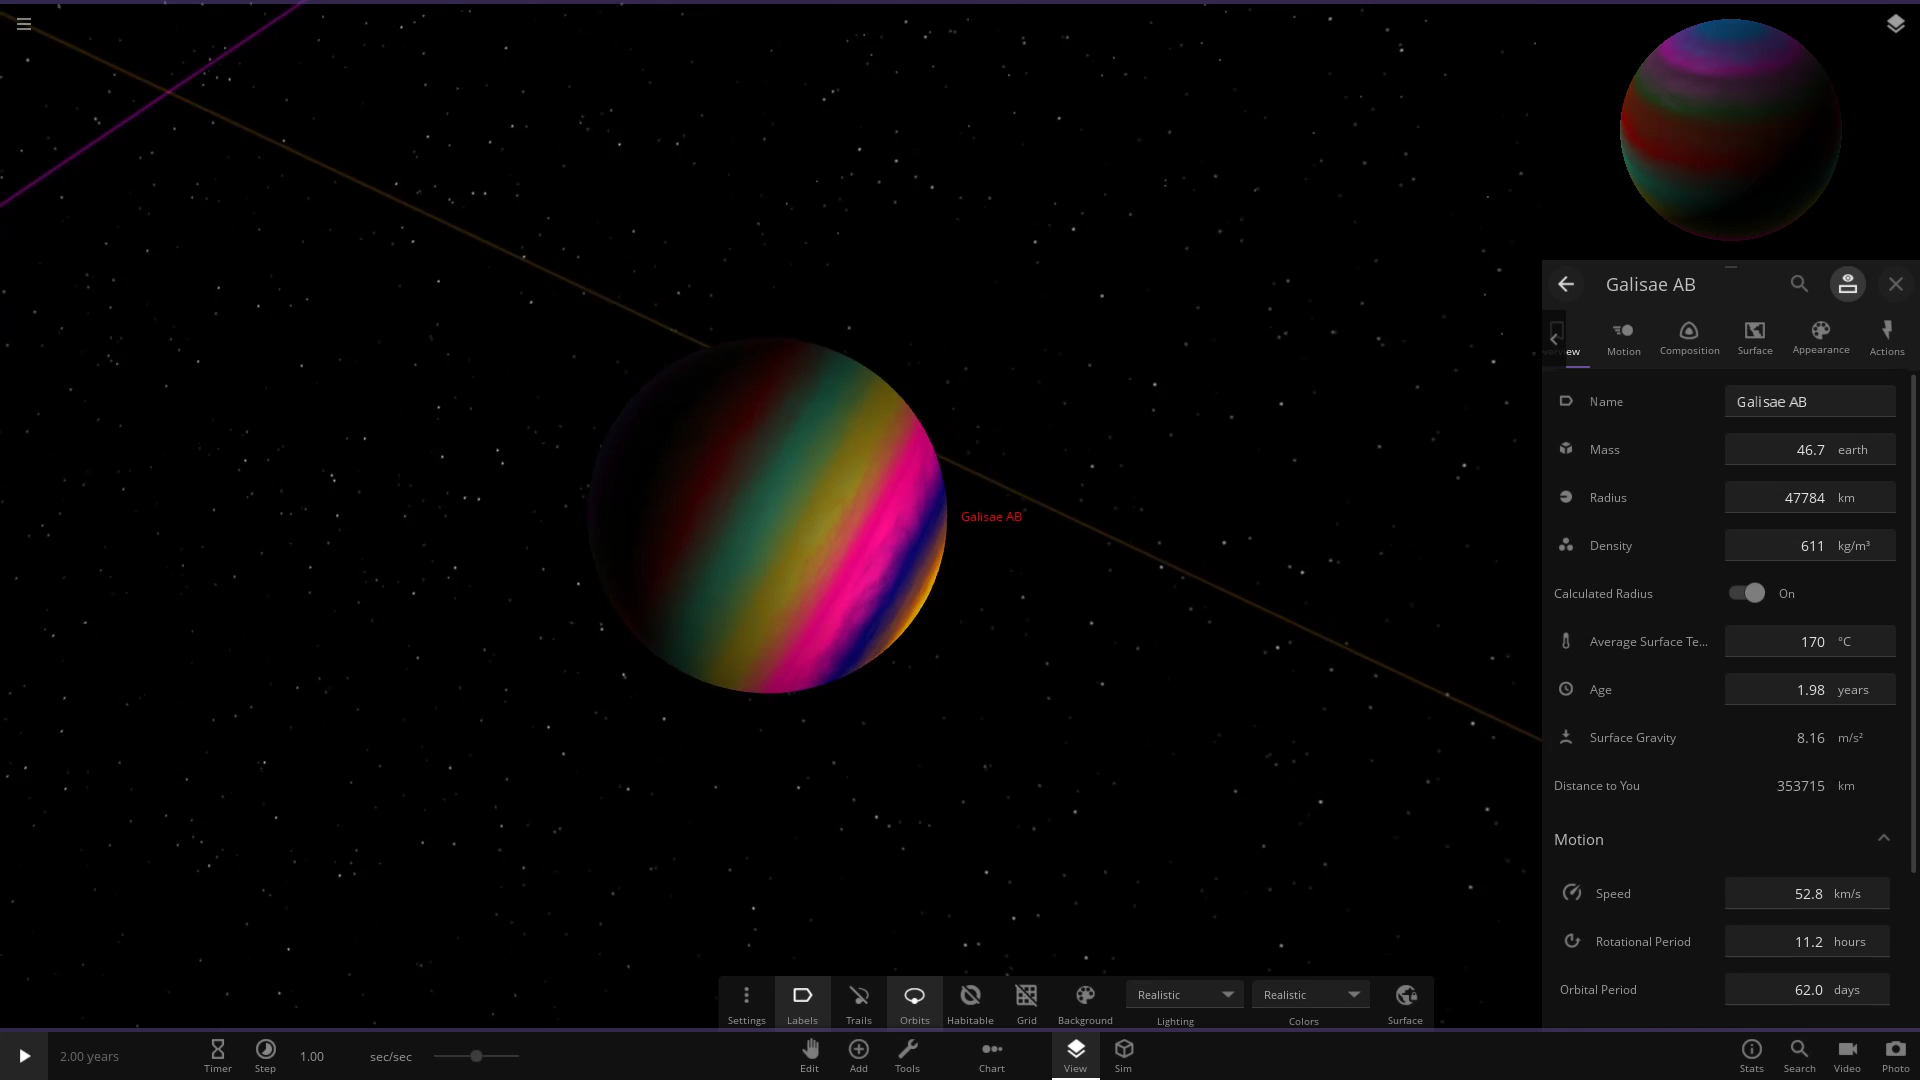 Galisae AB
ew
Motion
Composition
Surface
Appearance
Actions
Name
Galisae AB
Mass
46.7 earth
Radius
47784 km
Density
611 kg/m³
Calculated Radius
On
Average Surface Te...
170 °C
Age
1.98 years
Surface Gravity
8.16 m/s²
Distance to You
353715 km
Motion
Speed
52.8 km/s
Rotational Period
11.2 hours
Orbital Period
62.0 days
Galisae AB
Settings
Labels
Trails
Orbits
Habitable
Grid
Background
Realistic
Lighting
Realistic
Colors
Surface
2.00 years
Timer
Step
1.00
sec/sec
Edit
Add
Tools
Chart
View
Sim
Stats
Search
Video
Photo